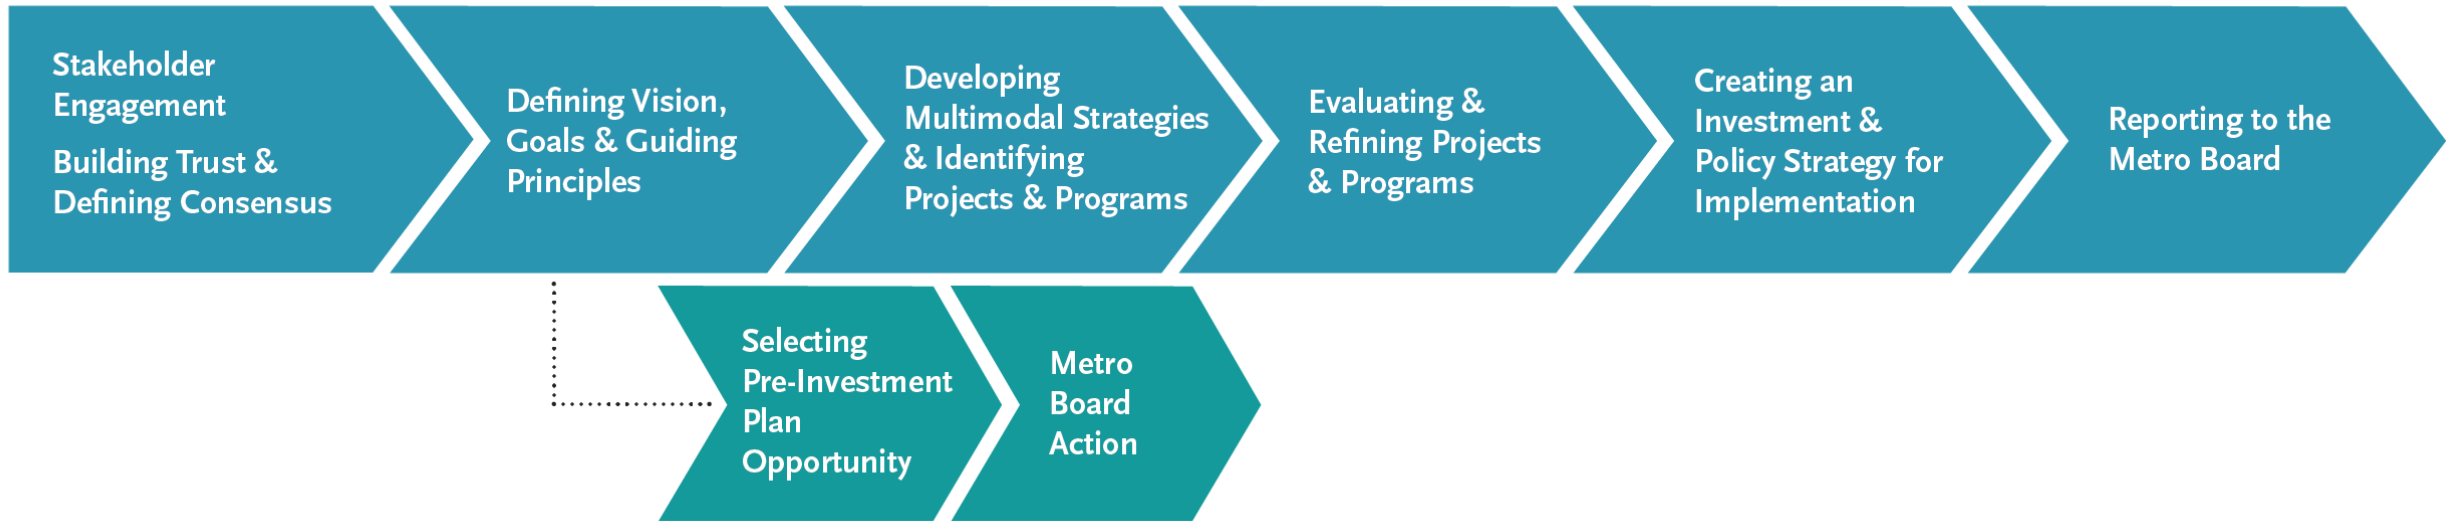 Stakeholder
Engagement
Building Trust &
Defining Consensus
Defining Vision,
Goals & Guiding
Principles
Developing
Multimodal Strategies
& Identifying
Projects & Programs
Evaluating &
Refining Projects
& Programs
Creating an
Investment &
Policy Strategy for
Implementation
Reporting to the
Metro Board
Selecting
Pre-Investment
Plan
Opportunity
Metro
Board
Action